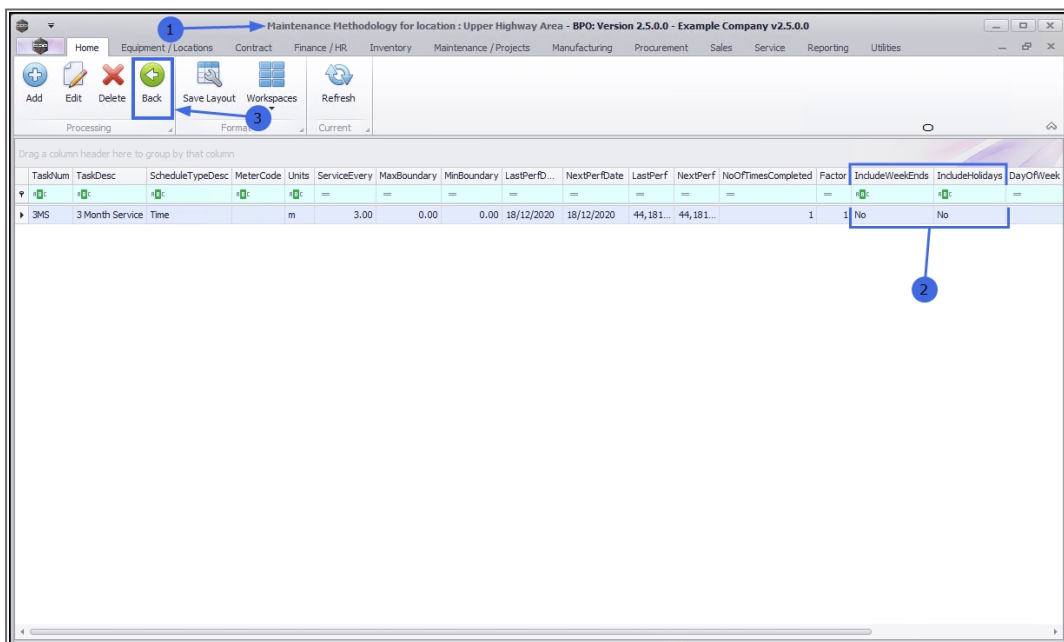 1
Maintenance Methodology for location : Upper Highway Area - BPO: Version 2.5.0.0 - Example Company v2.5.0.0
Home Equipment / Locations Contract Finance / HR Inventory Maintenance / Projects Manufacturing Procurement Sales Service Reporting Utilities
Add Edit Delete Back Save Layout Workspaces Refresh
3
Processing Format Current
Drag a column header here to group by that column
TaskNum TaskDesc ScheduleTypeDesc MeterCode Units ServiceEvery MaxBoundary MinBoundary LastPerfD... NextPerfDate LastPerf NextPerf NoOfTimesCompleted Factor IncludeWeekEnds IncludeHolidays DayOfWeek
= = = = = = = = = =
3MS 3 Month Service Time m 3.00 0.00 0.00 18/12/2020 18/12/2020 44,181... 44,181... 1 1 No No
2